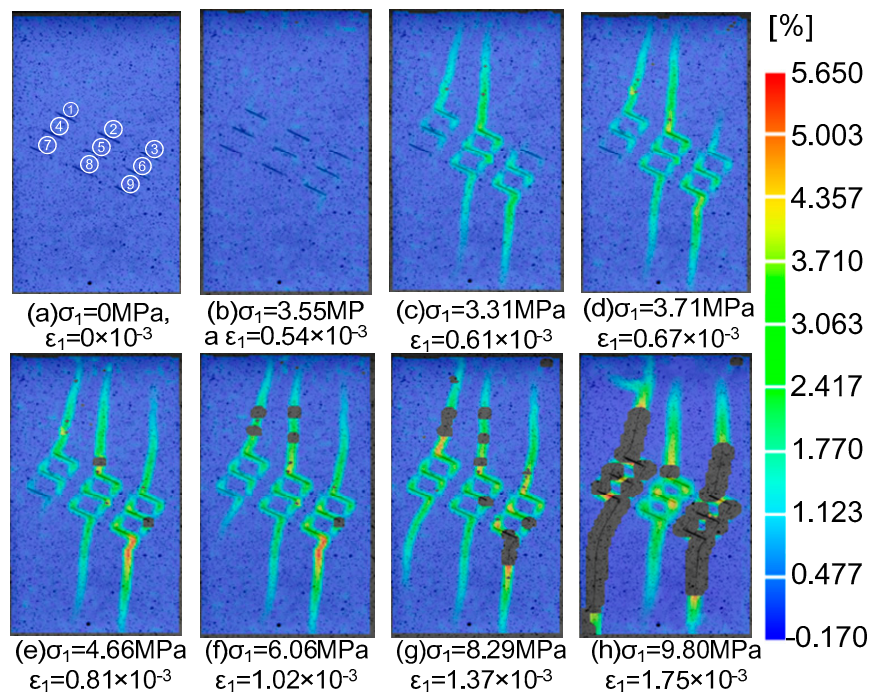 [%]
① ② ③
④ ⑤ ⑥
⑦ ⑧ ⑨
5.650
5.003
4.357
3.710
3.063
2.417
1.770
1.123
0.477
-0.170
(a)σ₁=0MPa,
ε₁=0×10⁻³
(b)σ₁=3.55MP
a ε₁=0.54×10⁻³
(c)σ₁=3.31MPa
ε₁=0.61×10⁻³
(d)σ₁=3.71MPa
ε₁=0.67×10⁻³
(e)σ₁=4.66MPa
ε₁=0.81×10⁻³
(f)σ₁=6.06MPa
ε₁=1.02×10⁻³
(g)σ₁=8.29MPa
ε₁=1.37×10⁻³
(h)σ₁=9.80MPa
ε₁=1.75×10⁻³